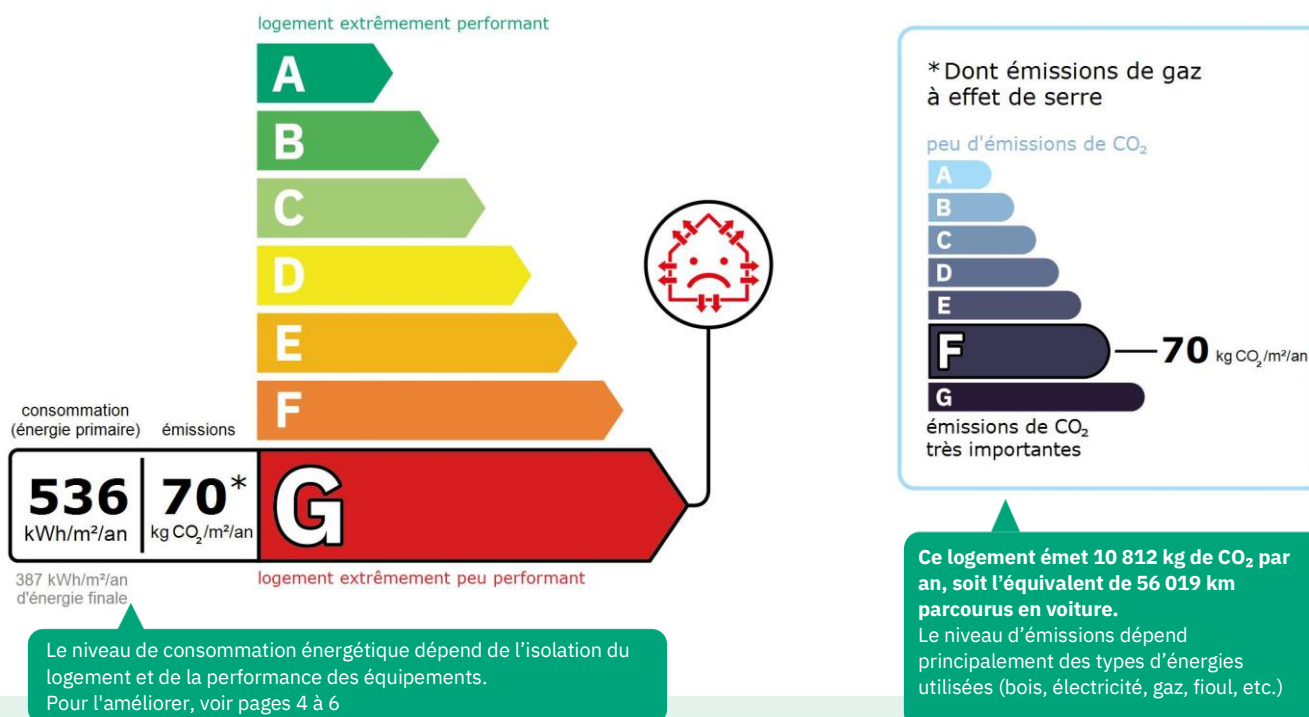 logement extrêmement performant
A
B
C
D
E
F
consommation
(énergie primaire)
émissions
536
kWh/m²/an
70*
kg CO₂/m²/an
G
387 kWh/m²/an
d'énergie finale
logement extrêmement peu performant
Le niveau de consommation énergétique dépend de l’isolation du
logement et de la performance des équipements.
Pour l'améliorer, voir pages 4 à 6
*Dont émissions de gaz
à effet de serre
peu d'émissions de CO₂
A
B
C
D
E
F
70 kg CO₂/m²/an
G
émissions de CO₂
très importantes
Ce logement émet 10 812 kg de CO₂ par
an, soit l’équivalent de 56 019 km
parcourus en voiture.
Le niveau d’émissions dépend
principalement des types d’énergies
utilisées (bois, électricité, gaz, fioul, etc.)